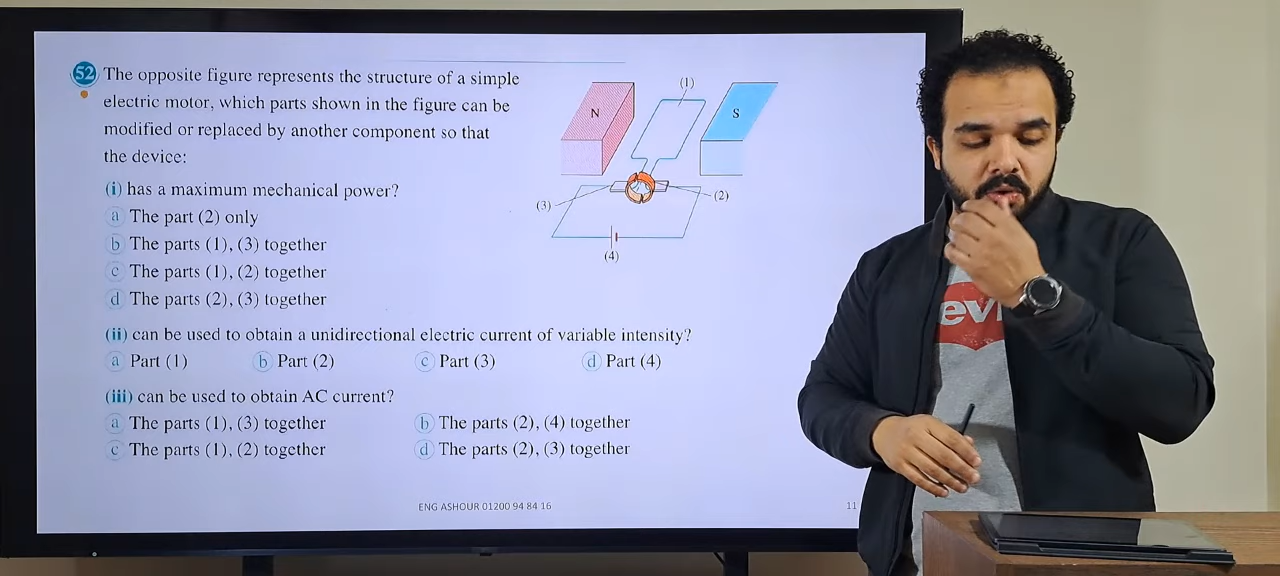 52 The opposite figure represents the structure of a simple
electric motor, which parts shown in the figure can be
modified or replaced by another component so that
the device:
(i) has a maximum mechanical power?
a The part (2) only
b The parts (1), (3) together
c The parts (1), (2) together
d The parts (2), (3) together
(1)
N
S
(2)
(3)
(4)
(ii) can be used to obtain a unidirectional electric current of variable intensity?
a Part (1) b Part (2) c Part (3) d Part (4)
(iii) can be used to obtain AC current?
a The parts (1), (3) together b The parts (2), (4) together
c The parts (1), (2) together d The parts (2), (3) together
ENG ASHOUR 01200 94 84 16
11